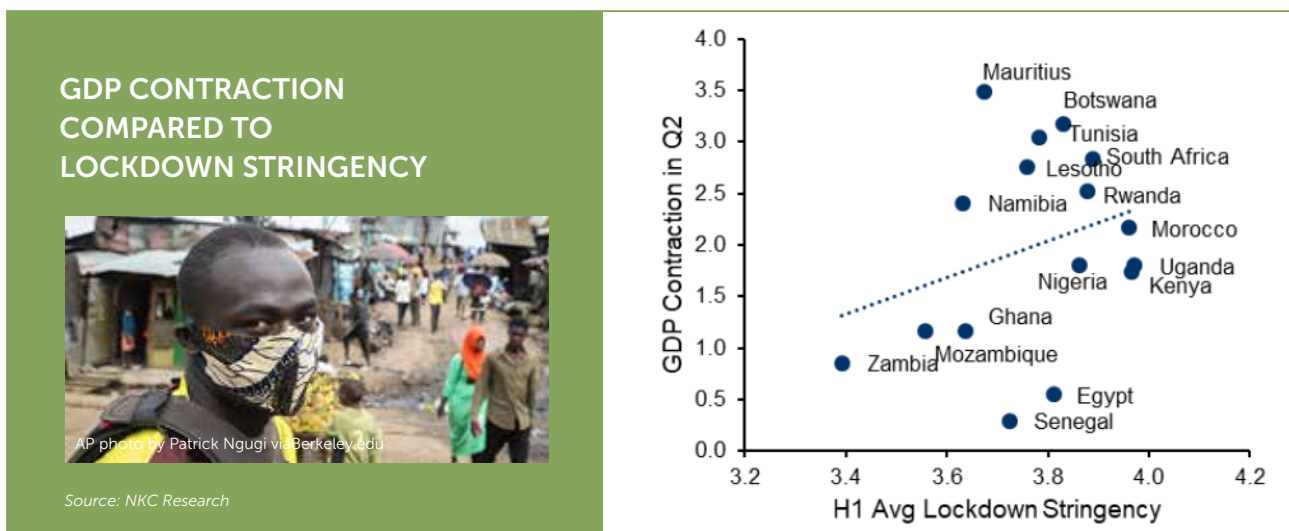 GDP CONTRACTION
COMPARED TO
LOCKDOWN STRINGENCY
AP photo by Patrick Ngugi viaBerkeley.edu
Source: NKC Research
GDP Contraction in Q2
4.0
3.5
3.0
2.5
2.0
1.5
1.0
0.5
0.0
Mauritius
Botswana
Tunisia
South Africa
Lesotho
Rwanda
Namibia
Morocco
Uganda
Nigeria
Kenya
Ghana
Mozambique
Zambia
Egypt
Senegal
3.2 3.4 3.6 3.8 4.0 4.2
H1 Avg Lockdown Stringency